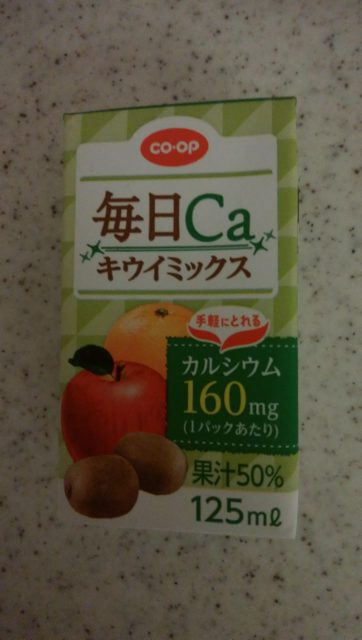 co·op
毎日Ca
キウイミックス
手軽にとれる
カルシウム
160mg
(1パックあたり)
果汁50%
125mℓ